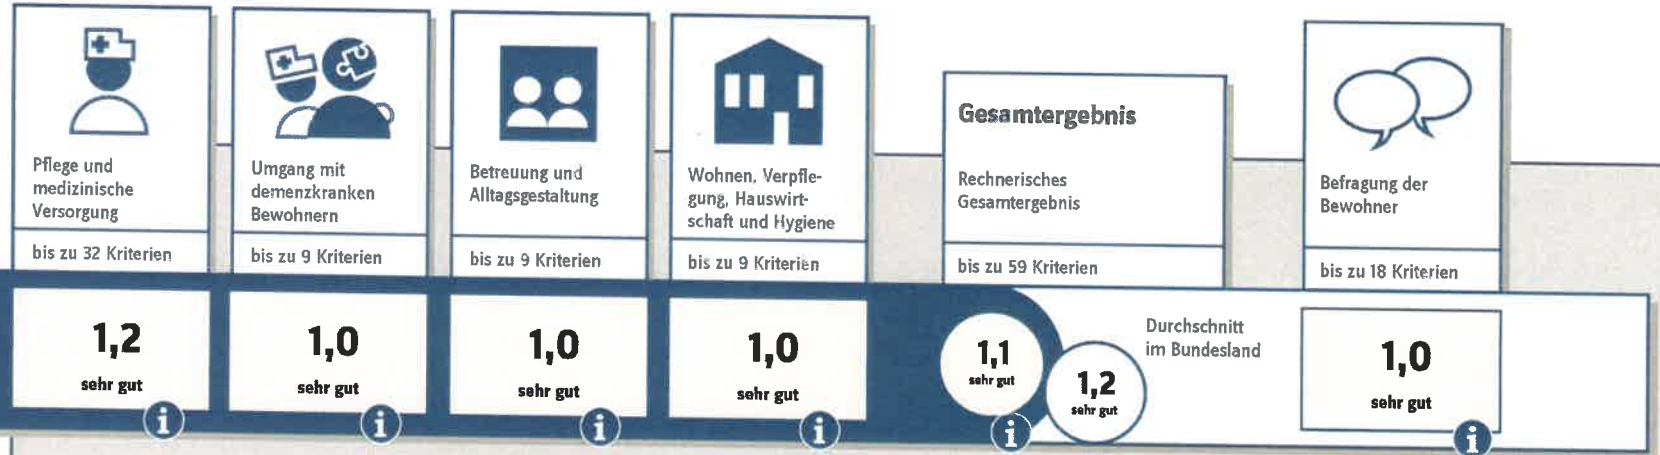 Pflege und
medizinische
Versorgung
bis zu 32 Kriterien
1,2
sehr gut
i
Umgang mit
demenzkranken
Bewohnern
bis zu 9 Kriterien
1,0
sehr gut
i
Betreuung und
Alltagsgestaltung
bis zu 9 Kriterien
1,0
sehr gut
i
Wohnen, Verpfle-
gung, Hauswirt-
schaft und Hygiene
bis zu 9 Kriterien
1,0
sehr gut
i
Gesamtergebnis
Rechnerisches
Gesamtergebnis
bis zu 59 Kriterien
1,1
sehr gut
i
1,2
sehr gut
Durchschnitt
im Bundesland
Befragung der
Bewohner
bis zu 18 Kriterien
1,0
sehr gut
i